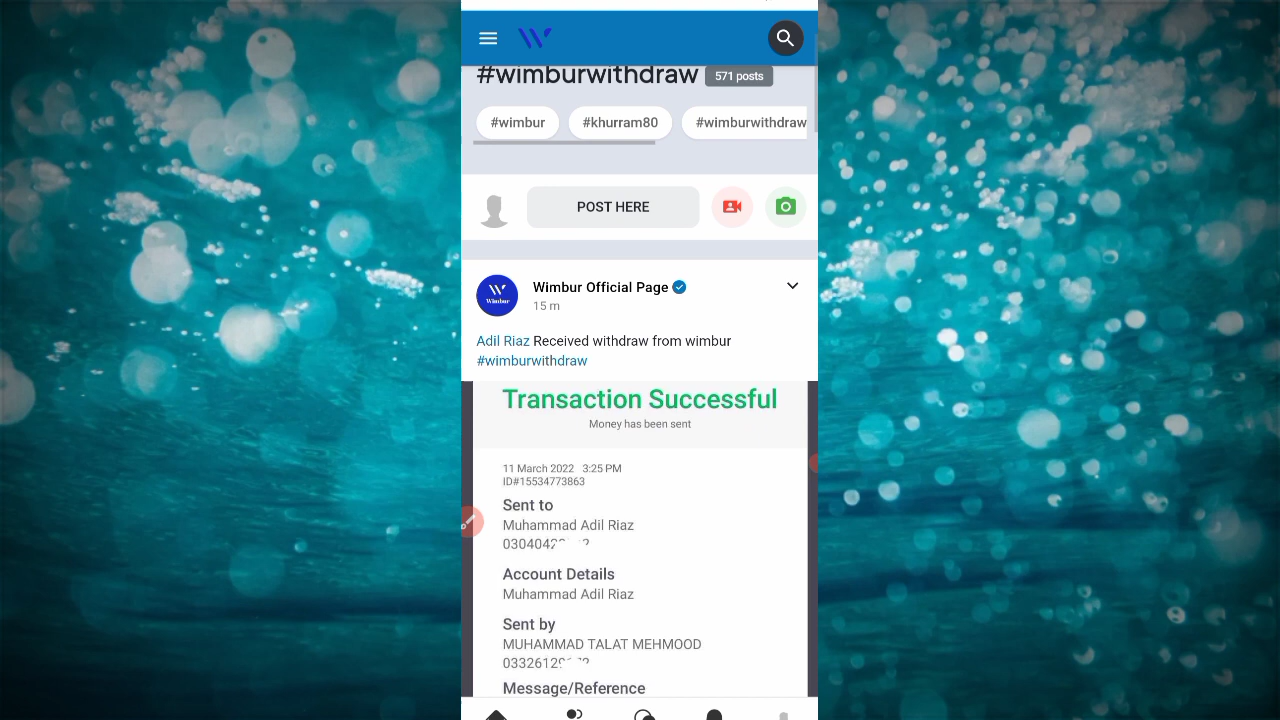 #wimburwithdraw 571 posts
#wimbur #khurram80 #wimburwithdraw
POST HERE
Wimbur
Wimbur Official Page
15 m
Adil Riaz Received withdraw from wimbur
#wimburwithdraw
Transaction Successful
Money has been sent
11 March 2022 3:25 PM
ID#15534773863
Sent to
Muhammad Adil Riaz
Account Details
Muhammad Adil Riaz
Sent by
MUHAMMAD TALAT MEHMOOD
Message/Reference